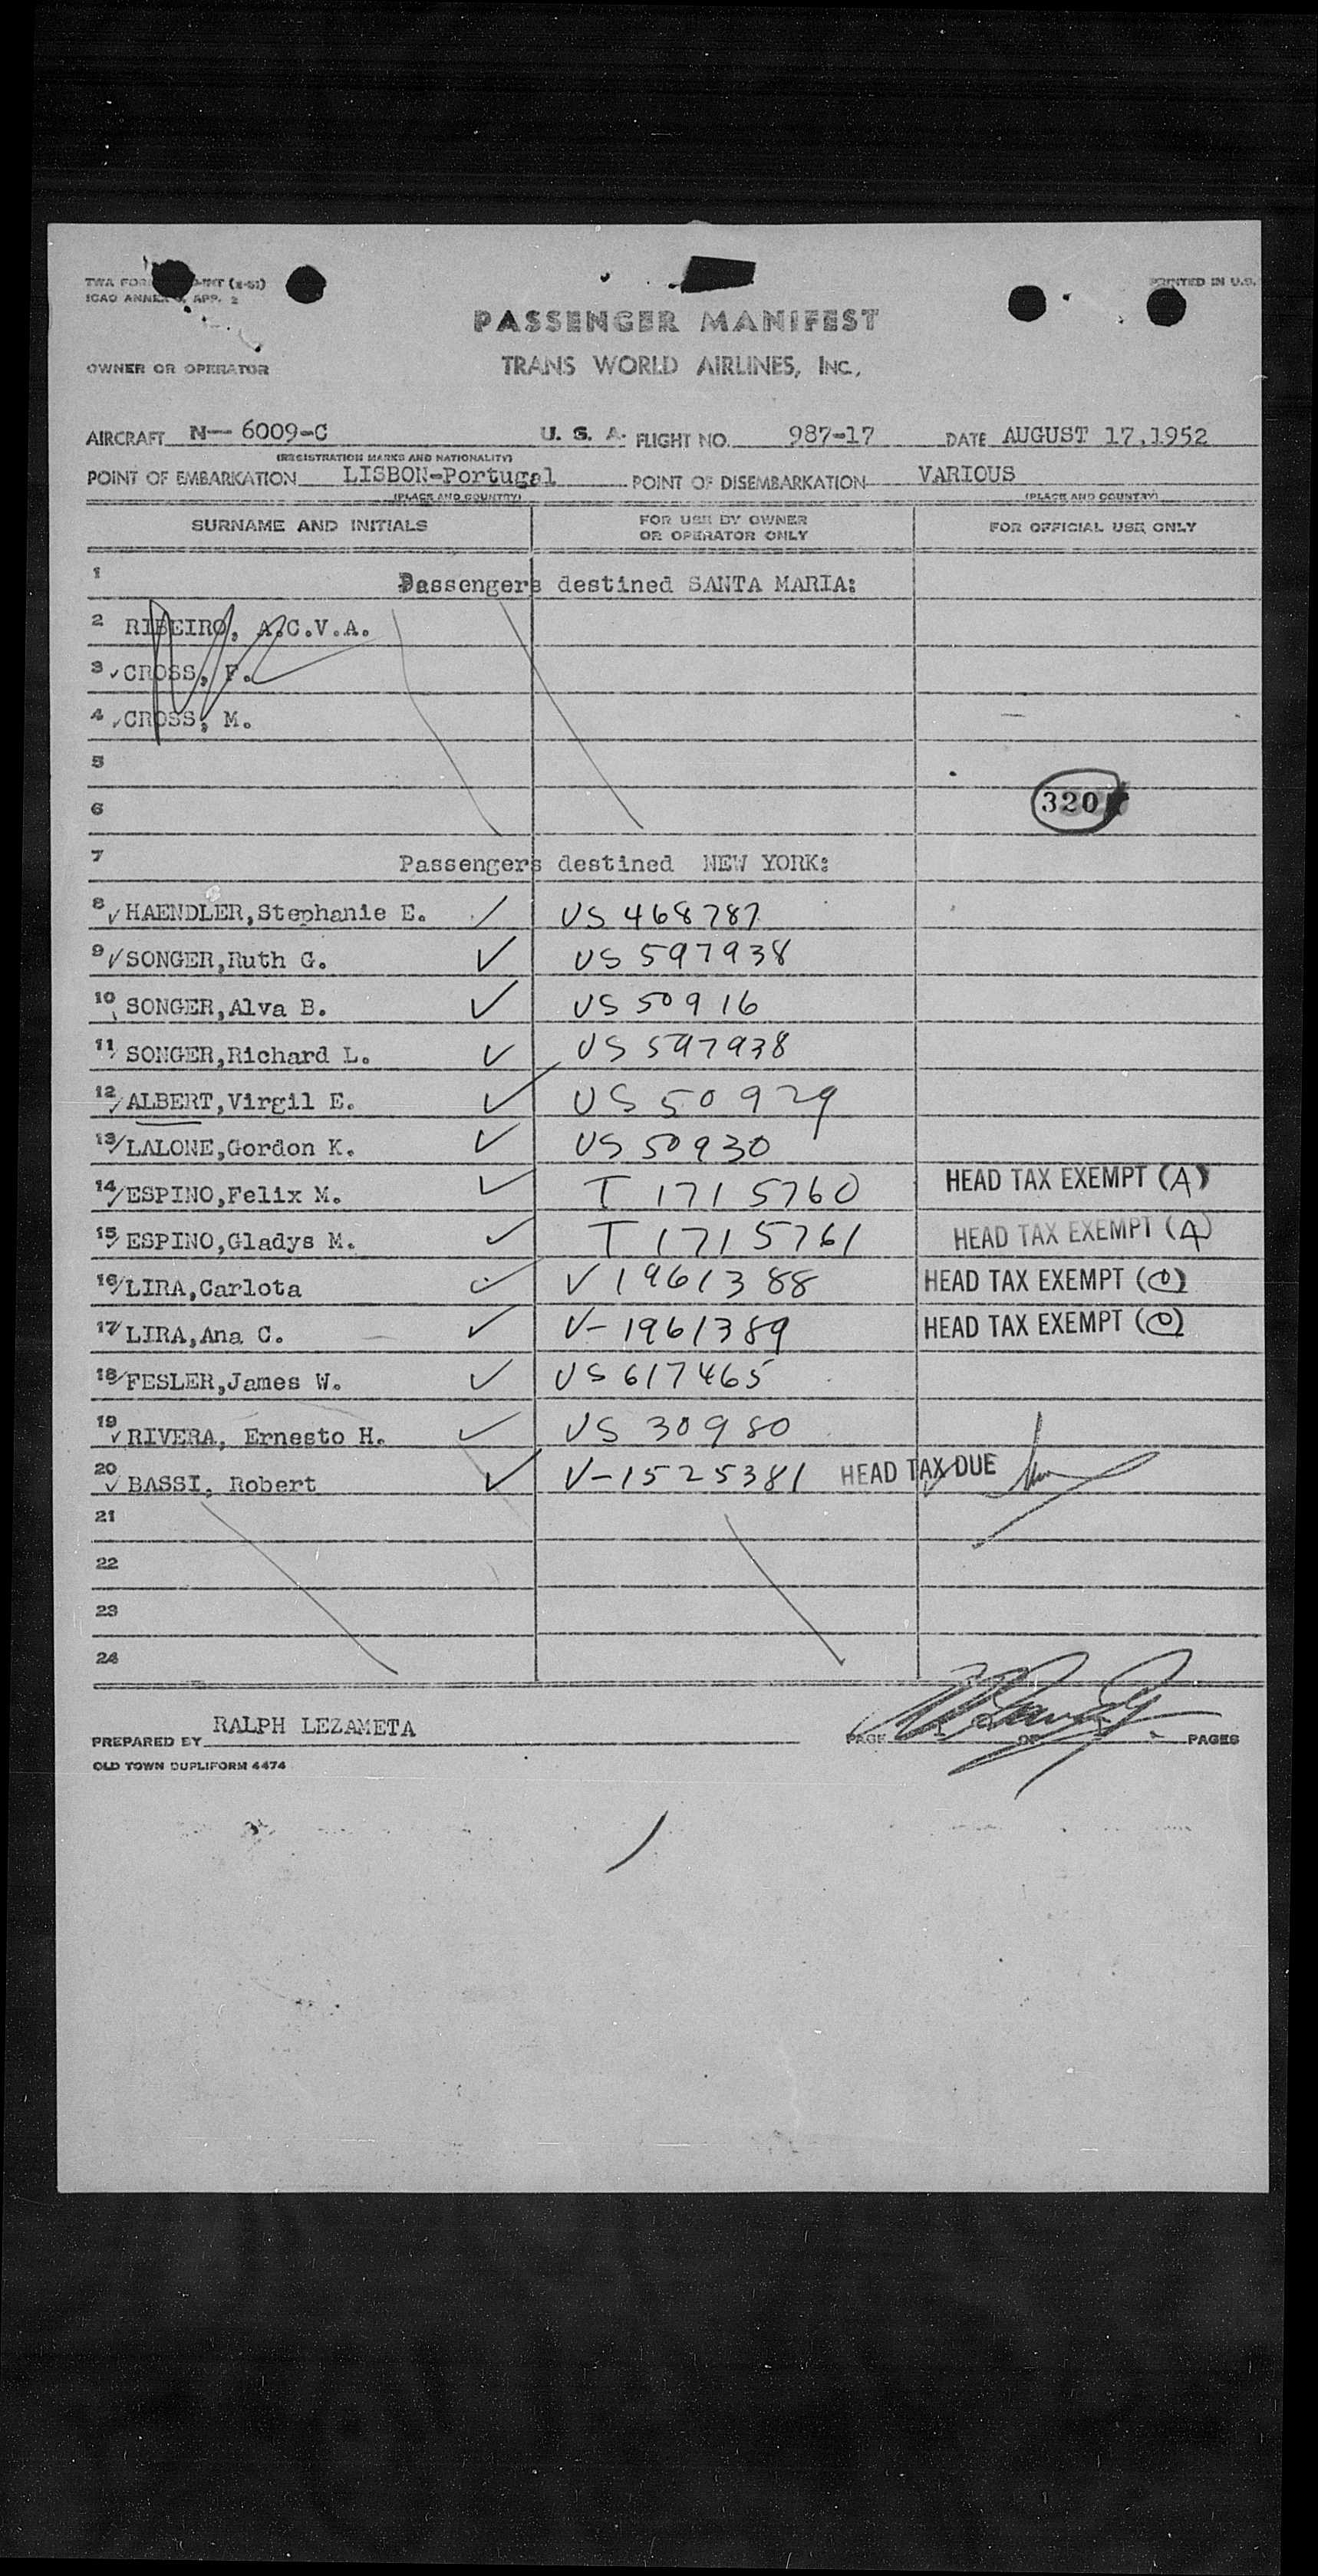 PRINTED IN U.S.
ICAO ANNEX 9, APP. 2
PASSENGER MANIFEST
OWNER OR OPERATOR TRANS WORLD AIRLINES, INC.,
AIRCRAFT N- 6009-C U. S. A. FLIGHT NO. 987-17 DATE AUGUST 17,1952
(REGISTRATION MARKS AND NATIONALITY)
POINT OF EMBARKATION LISBON-Portugal POINT OF DISEMBARKATION VARIOUS
(PLACE AND COUNTRY) (PLACE AND COUNTRY)
SURNAME AND INITIALS FOR USE BY OWNER OR OPERATOR ONLY FOR OFFICIAL USE ONLY
1 Passengers destined SANTA MARIA:
2 RIBEIRO, A.C.V.A.
3 CROSS, F.
4 CROSS, M.
5
6 320
7 Passengers destined NEW YORK:
8 HAENDLER,Stephanie E. US 468787
9 SONGER,Ruth G. US 597938
10 SONGER,Alva B. US 50916
11 SONGER,Richard L. US 597938
12 ALBERT,Virgil E. US 50929
13 LALONE,Gordon K. US 50930
14 ESPINO,Felix M. T 1715760 HEAD TAX EXEMPT (A)
15 ESPINO,Gladys M. T 1715761 HEAD TAX EXEMPT (A)
16 LIRA,Carlota V 1961388 HEAD TAX EXEMPT
17 LIRA,Ana C. V-1961389 HEAD TAX EXEMPT
18 FESLER,James W. US 617465
19 RIVERA, Ernesto H. US 30980
20 BASSI, Robert V-1525381 HEAD TAX DUE
21
22
23
24
PREPARED BY RALPH LEZAMETA PAGE OF PAGES
OLD TOWN DUPLIFORM 4474